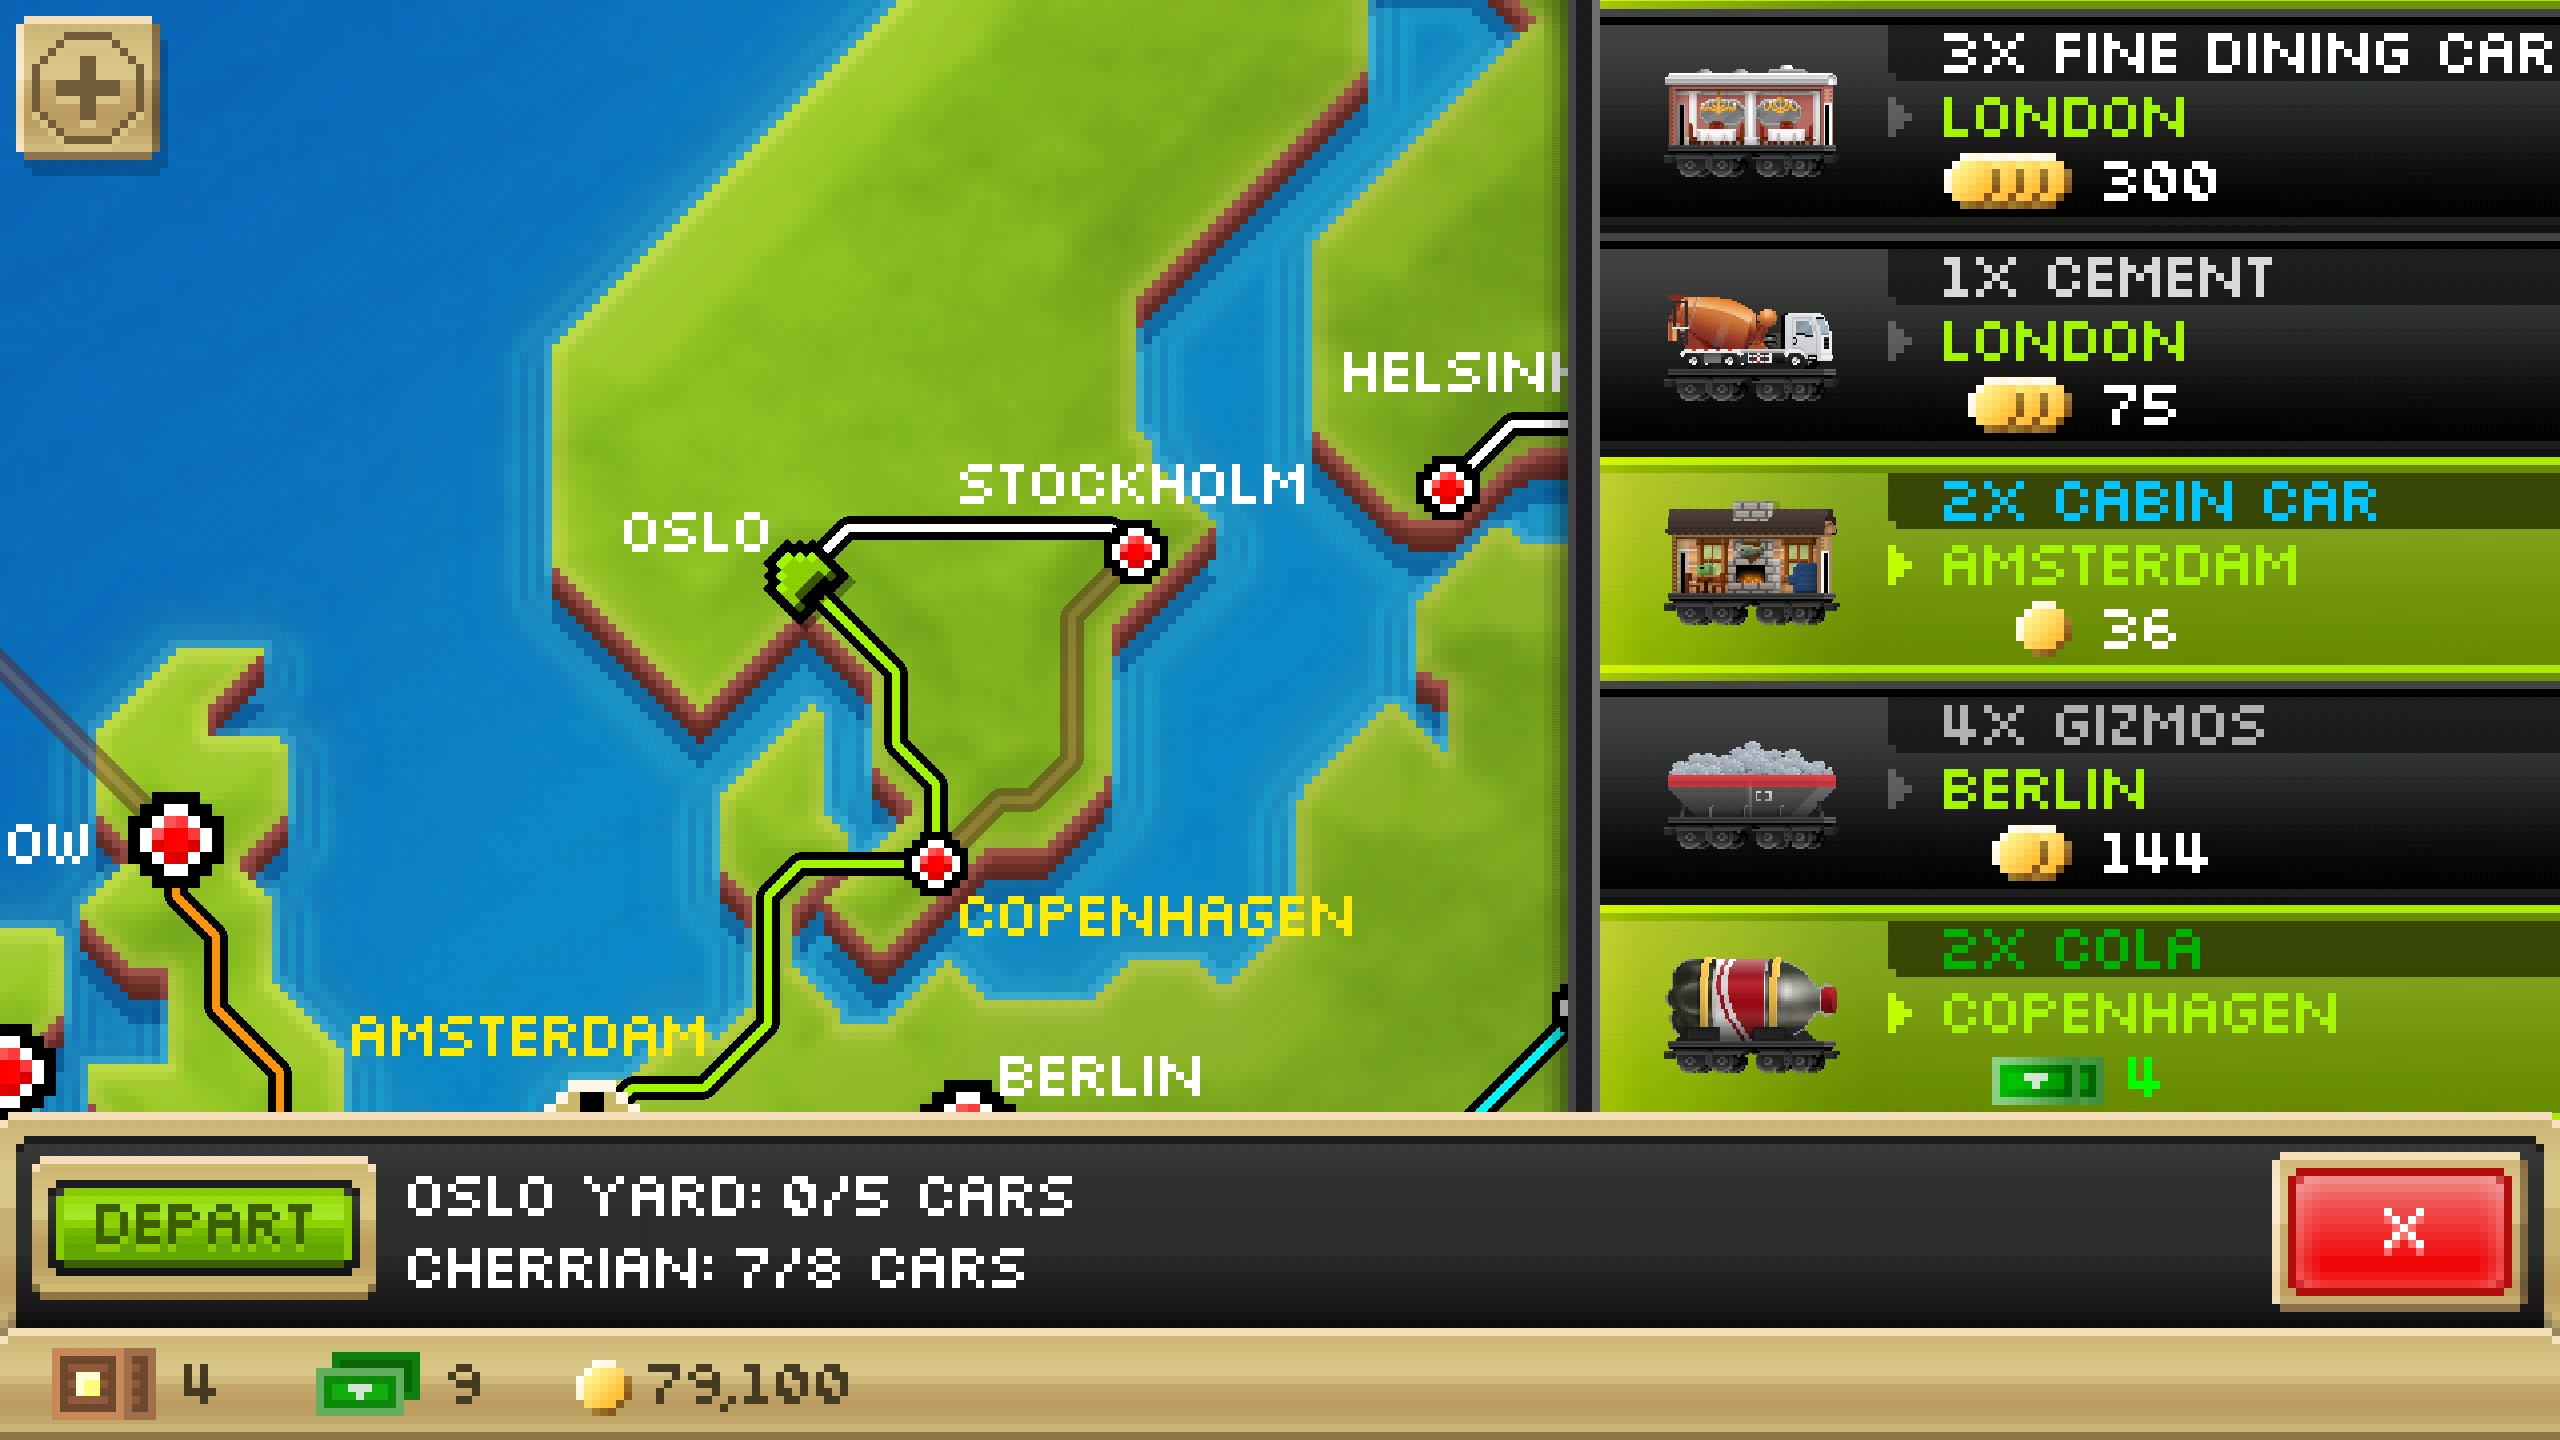 3X FINE DINING CAR
LONDON
300
1X CEMENT
LONDON
75
2X CABIN CAR
AMSTERDAM
36
4X GIZMOS
BERLIN
144
2X COLA
COPENHAGEN
4
HELSIN
STOCKHOLM
OSLO
OW
COPENHAGEN
AMSTERDAM
BERLIN
DEPART
OSLO YARD: 0/5 CARS
CHERRIAN: 7/8 CARS
X
4
9
79,100